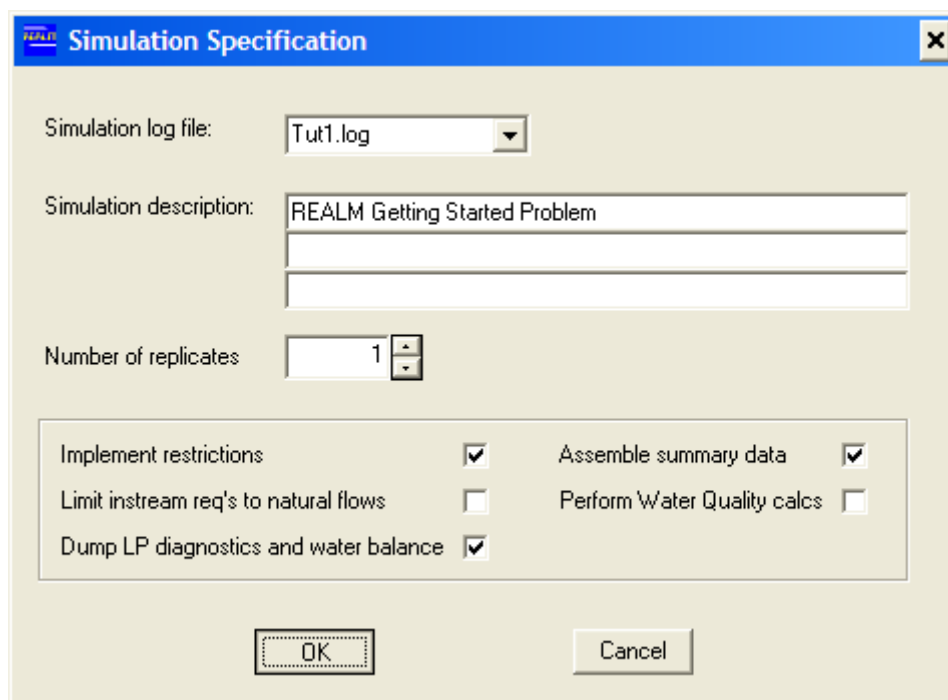 REALM Simulation Specification
Simulation log file: Tut1.log
Simulation description: REALM Getting Started Problem
Number of replicates 1
Implement restrictions Assemble summary data
Limit instream req's to natural flows Perform Water Quality calcs
Dump LP diagnostics and water balance
OK Cancel